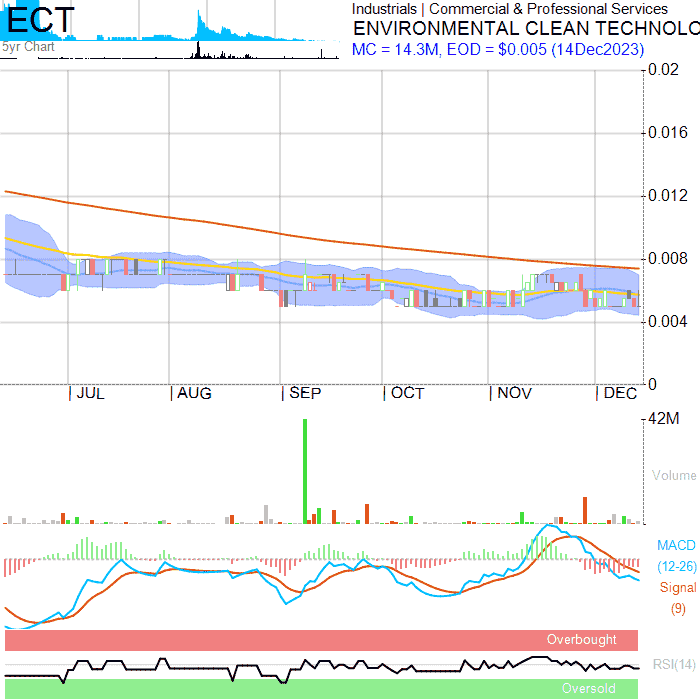 ECT
5yr Chart
Industrials | Commercial & Professional Services
ENVIRONMENTAL CLEAN TECHNOLO
MC = 14.3M, EOD = $0.005 (14Dec2023)
0.02
0.016
0.012
0.008
0.004
0
JUL AUG SEP OCT NOV DEC
42M
Volume
MACD
(12-26)
Signal
(9)
Overbought
RSI(14)
Oversold